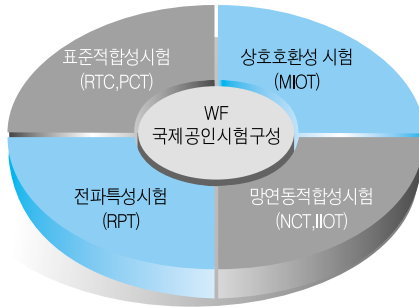 표준적합성시험
(RTC,PCT)
상호호환성 시험
(MIOT)
WF
국제공인시험구성
전파특성시험
(RPT)
망연동적합성시험
(NCT,IIOT)